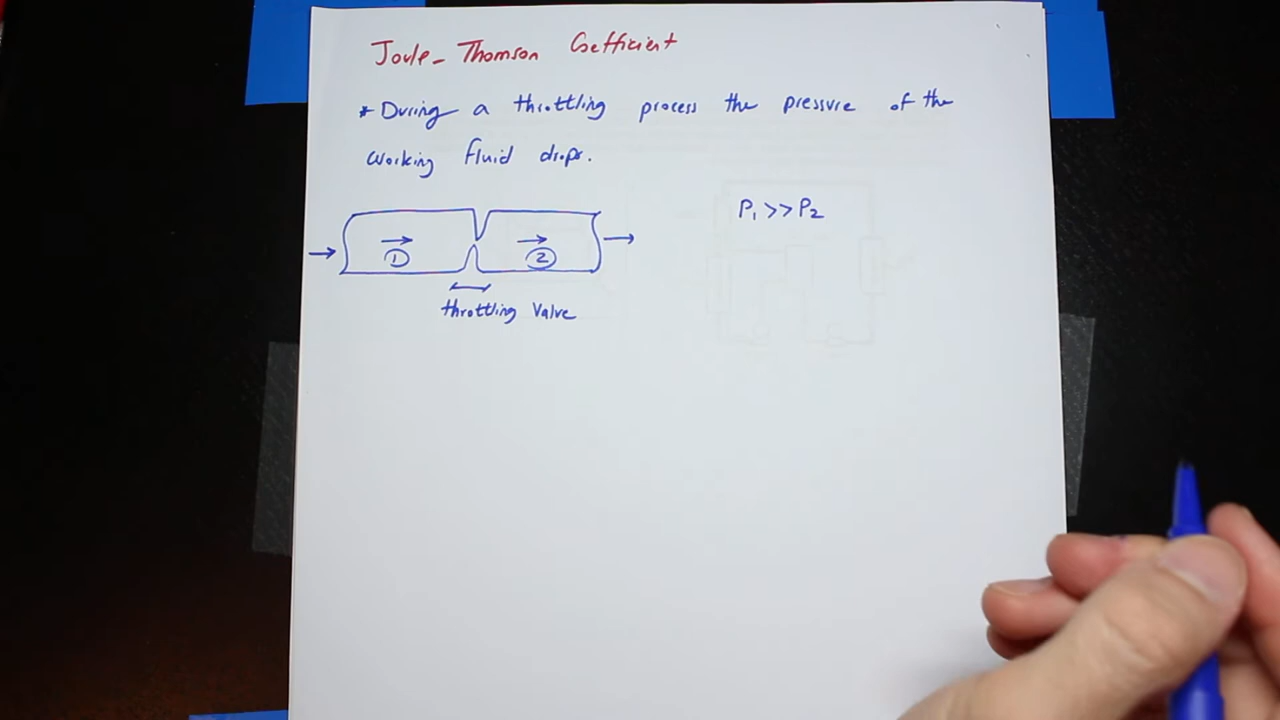 Joule-Thomson Coefficient
* During a throttling process the pressure of the
working fluid drops.
P₁ >> P₂
→ → ① → ② →
throttling valve